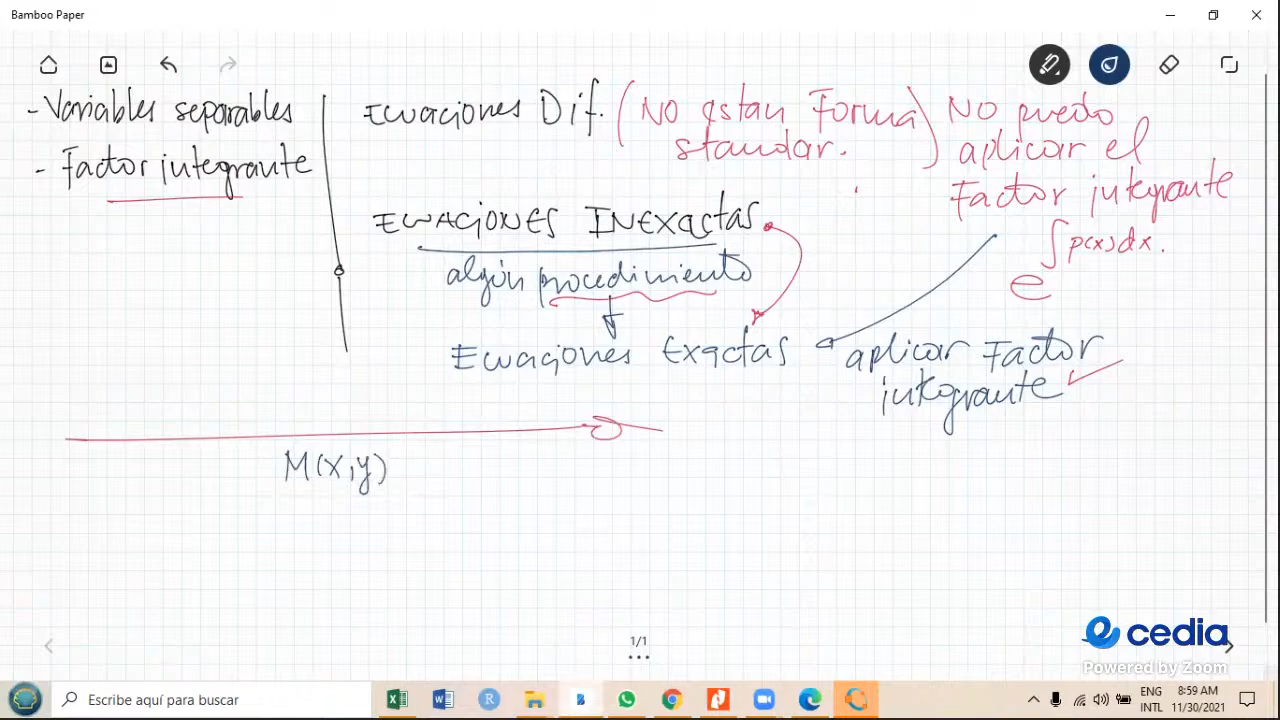 Bamboo Paper
- Variables separables
- Factor integrante
Ecuaciones Dif. (No estan Forma standar.)
No puedo
aplicar el
Factor integrante
e^∫p(x)dx.
ECUACIONES INEXACTAS
algún procedimiento
Ecuaciones Exactas
aplicar Factor
integrante
M(x,y)
1/1
cedia
Powered by Zoom
Escribe aquí para buscar
ENG
INTL
8:59 AM
11/30/2021